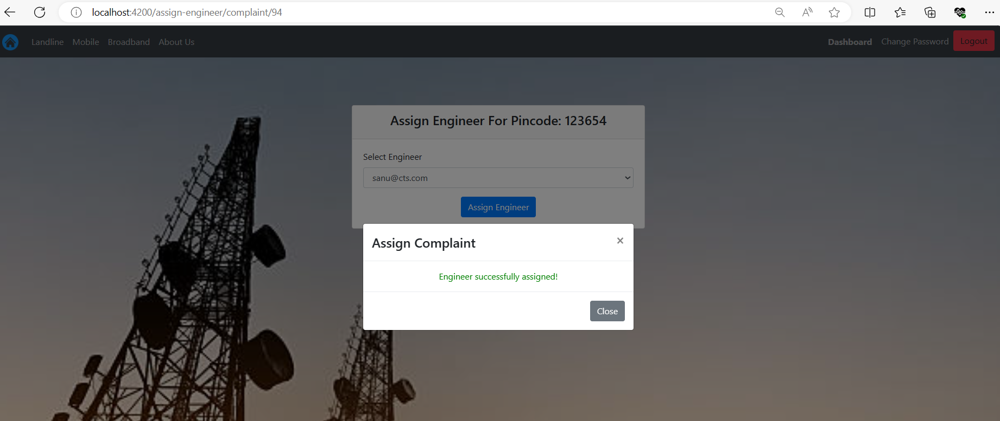 localhost:4200/assign-engineer/complaint/94
Landline Mobile Broadband About Us Dashboard Change Password Logout
Assign Engineer For Pincode: 123654
Select Engineer
sanu@cts.com
Assign Engineer
Assign Complaint ×
Engineer successfully assigned!
Close